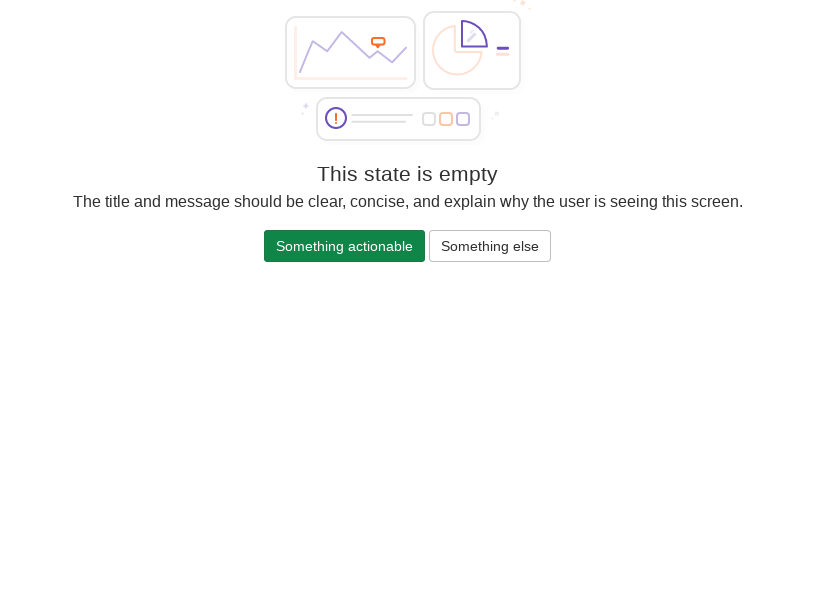 This state is empty
The title and message should be clear, concise, and explain why the user is seeing this screen.
Something actionable
Something else